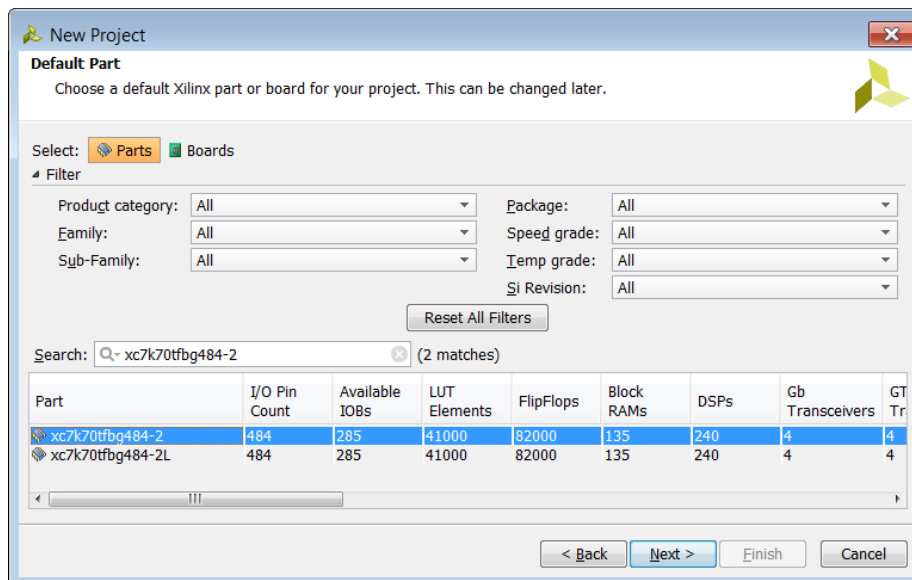 New Project
Default Part
Choose a default Xilinx part or board for your project. This can be changed later.
Select: Parts Boards
Filter
Product category: All Package: All
Family: All Speed grade: All
Sub-Family: All Temp grade: All
Si Revision: All
Reset All Filters
Search: xc7k70tfbg484-2 (2 matches)
Part I/O Pin Count Available IOBs LUT Elements FlipFlops Block RAMs DSPs Gb Transceivers GT Tr
xc7k70tfbg484-2 484 285 41000 82000 135 240 4 4
xc7k70tfbg484-2L 484 285 41000 82000 135 240 4 4
< Back Next > Finish Cancel